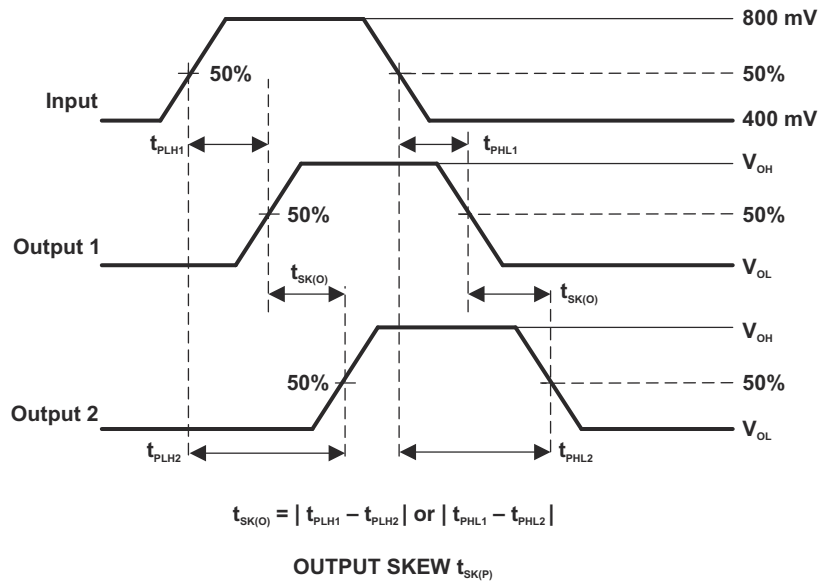 800 mV
50%
50%
Input
400 mV
tPLH1
tPHL1
VOH
50%
50%
Output 1
VOL
tSK(O)
tSK(O)
VOH
50%
50%
Output 2
VOL
tPLH2
tPHL2
tSK(O) = | tPLH1 – tPLH2 | or | tPHL1 – tPHL2 |
OUTPUT SKEW tSK(P)